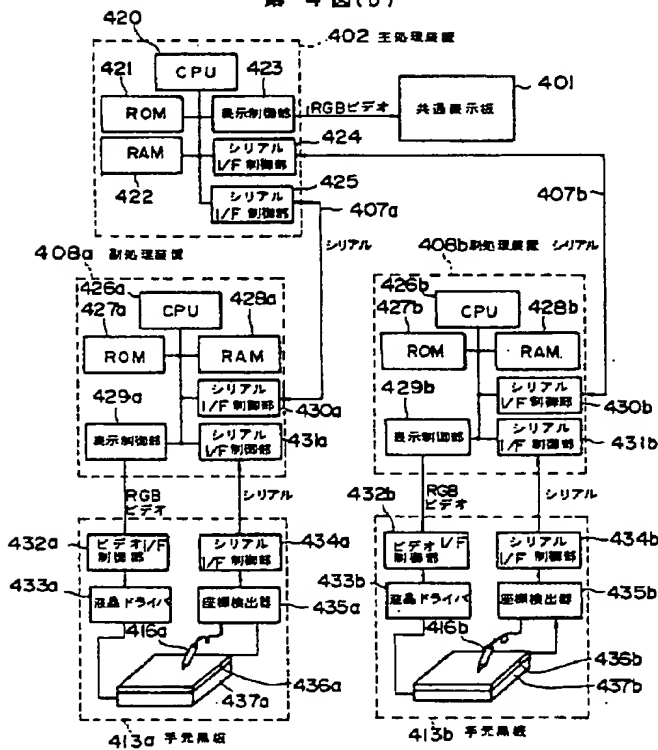 第4図(b)
420
402 主処理装置
CPU
421
423
401
ROM
表示制御部
RGBビデオ
共通表示板
424
RAM
シリアル
I/F制御部
422
425
シリアル
I/F制御部
407a
407b
シリアル
408a 副処理装置
408b 副処理装置
シリアル
426a
CPU
427a
428a
ROM
RAM
429a
シリアル
I/F制御部
430a
表示制御部
シリアル
I/F制御部
431a
RGB
ビデオ
シリアル
432a
ビデオI/F
制御部
シリアル
I/F制御部
434a
433a
液晶ドライバ
座標検出器
435a
416a
436a
437a
413a 手元黒板
426b
CPU
427b
428b
ROM
RAM
429b
シリアル
I/F制御部
430b
表示制御部
シリアル
I/F制御部
431b
RGB
ビデオ
シリアル
432b
ビデオI/F
制御部
シリアル
I/F制御部
434b
433b
液晶ドライバ
座標検出器
435b
416b
436b
437b
413b 手元黒板